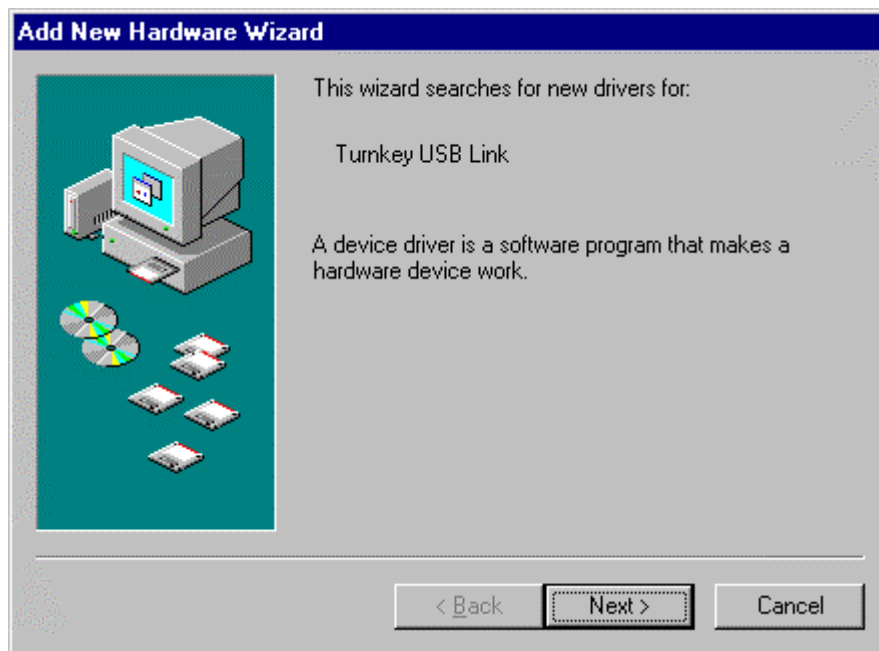 Add New Hardware Wizard
This wizard searches for new drivers for:
Turnkey USB Link
A device driver is a software program that makes a
hardware device work.
< Back
Next >
Cancel